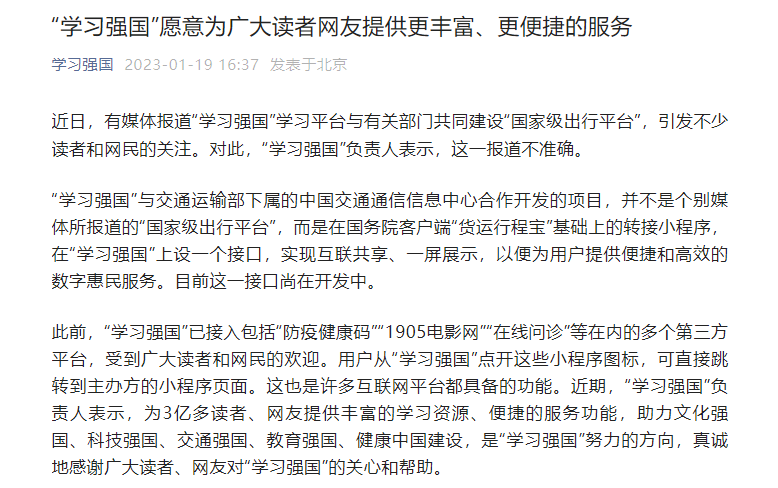 “学习强国”愿意为广大读者网友提供更丰富、更便捷的服务
学习强国 2023-01-19 16:37 发表于北京
近日，有媒体报道“学习强国”学习平台与有关部门共同建设“国家级出行平台”，引发不少
读者和网民的关注。对此，“学习强国”负责人表示，这一报道不准确。
“学习强国”与交通运输部下属的中国交通通信信息中心合作开发的项目，并不是个别媒
体所报道的“国家级出行平台”，而是在国务院客户端“货运行程宝”基础上的转接小程序，
在“学习强国”上设一个接口，实现互联共享、一屏展示，以便为用户提供便捷和高效的
数字惠民服务。目前这一接口尚在开发中。
此前，“学习强国”已接入包括“防疫健康码”“1905电影网”“在线问诊”等在内的多个第三方
平台，受到广大读者和网民的欢迎。用户从“学习强国”点开这些小程序图标，可直接跳
转到主办方的小程序页面。这也是许多互联网平台都具备的功能。近期，“学习强国”负
责人表示，为3亿多读者、网友提供丰富的学习资源、便捷的服务功能，助力文化强
国、科技强国、交通强国、教育强国、健康中国建设，是“学习强国”努力的方向，真诚
地感谢广大读者、网友对“学习强国”的关心和帮助。